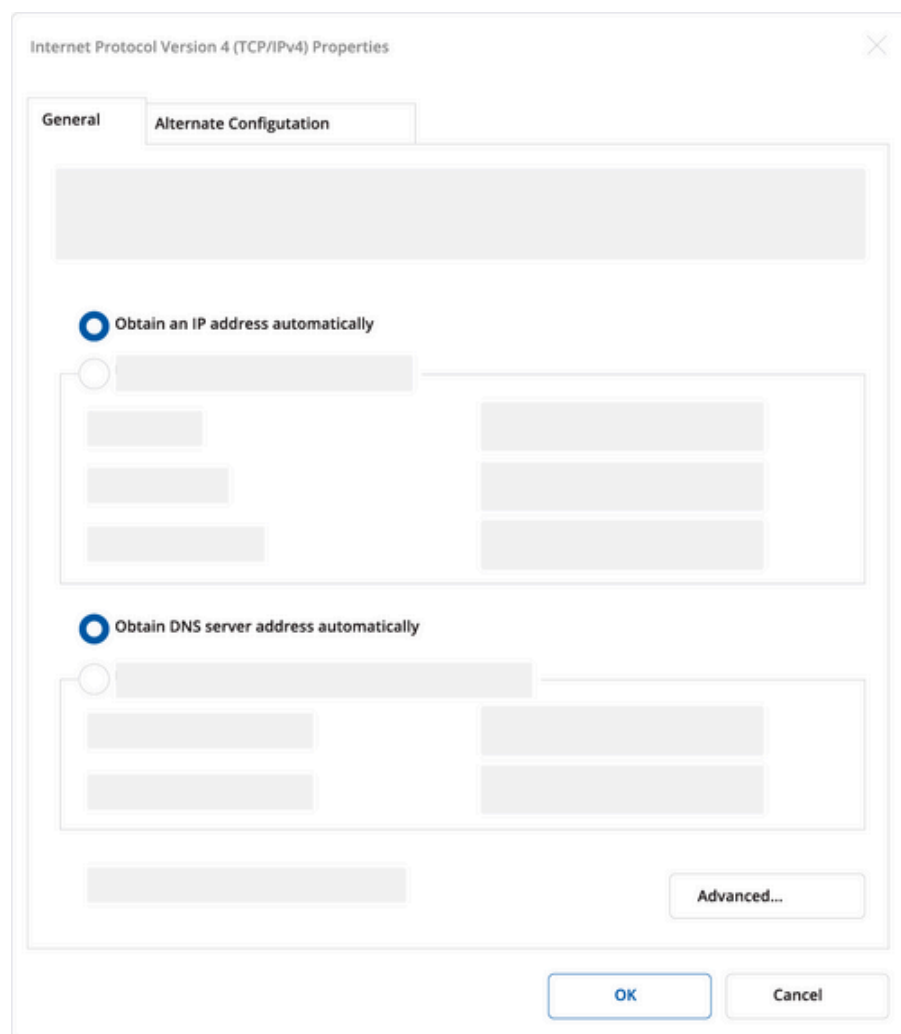 Internet Protocol Version 4 (TCP/IPv4) Properties
General
Alternate Configutation
Obtain an IP address automatically
Obtain DNS server address automatically
Advanced...
OK
Cancel